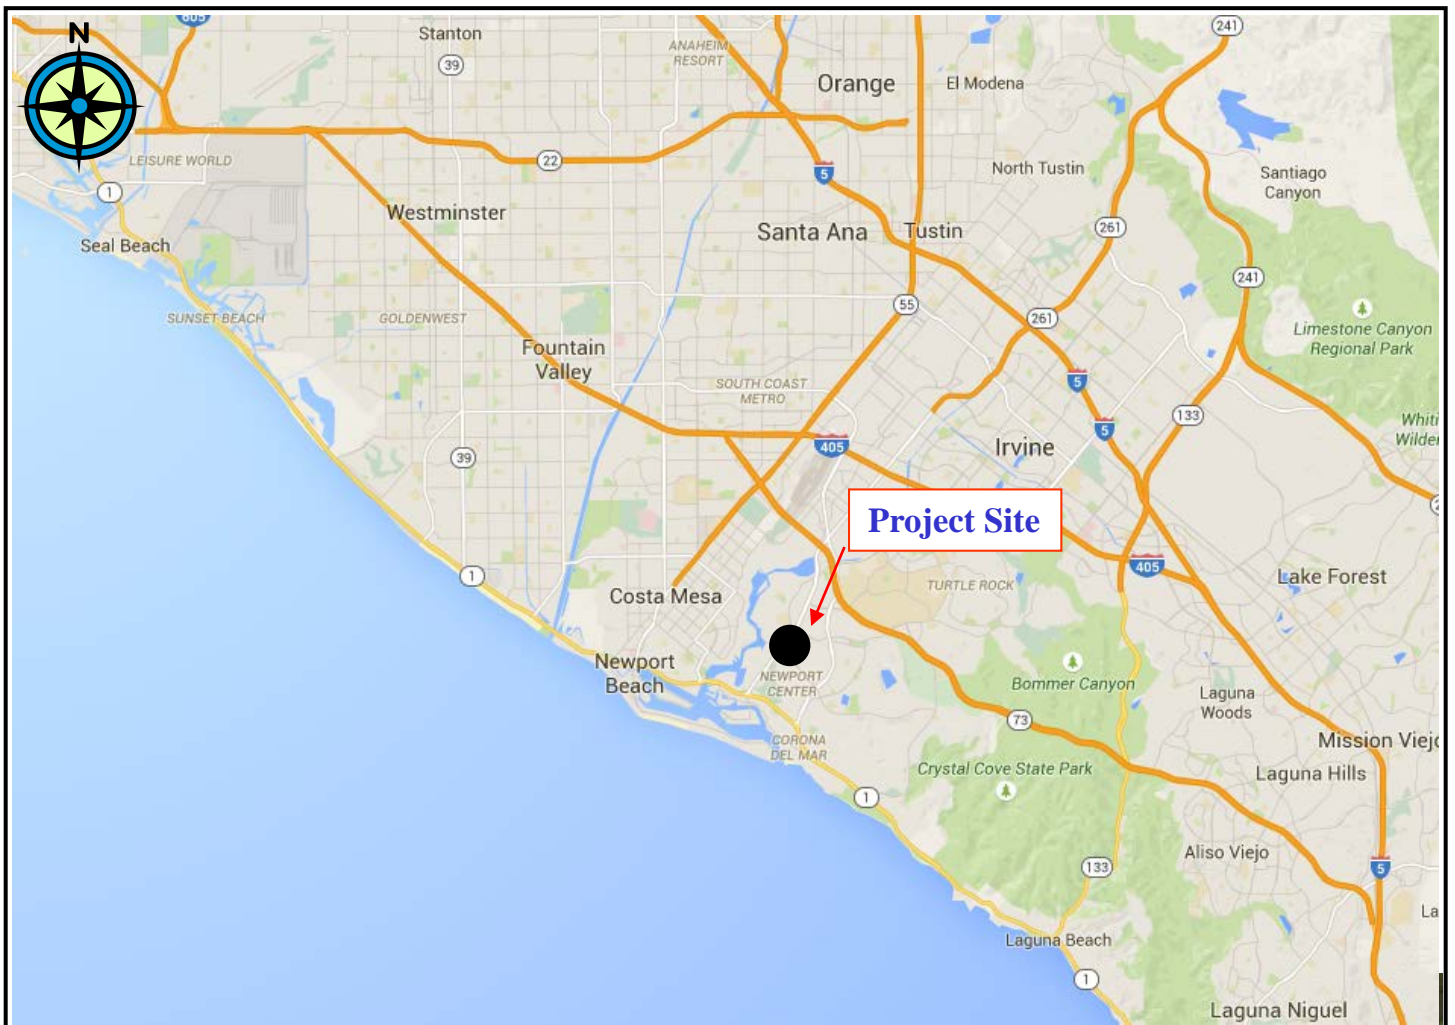 N
605
Stanton
39
ANAHEIM
RESORT
Orange
El Modena
241
22
5
LEISURE WORLD
1
North Tustin
Santiago
Canyon
Westminster
Seal Beach
Santa Ana
Tustin
261
241
SUNSET BEACH
GOLDENWEST
55
261
Limestone Canyon
Regional Park
Fountain
Valley
SOUTH COAST
METRO
5
133
5
405
Irvine
39
Project Site
1
Costa Mesa
TURTLE ROCK
405
Lake Forest
Newport
Beach
NEWPORT
CENTER
Bommer Canyon
Laguna
Woods
73
CORONA
DEL MAR
Mission Viejo
Crystal Cove State Park
Laguna Hills
1
Aliso Viejo
133
5
Laguna Beach
1
Laguna Niguel